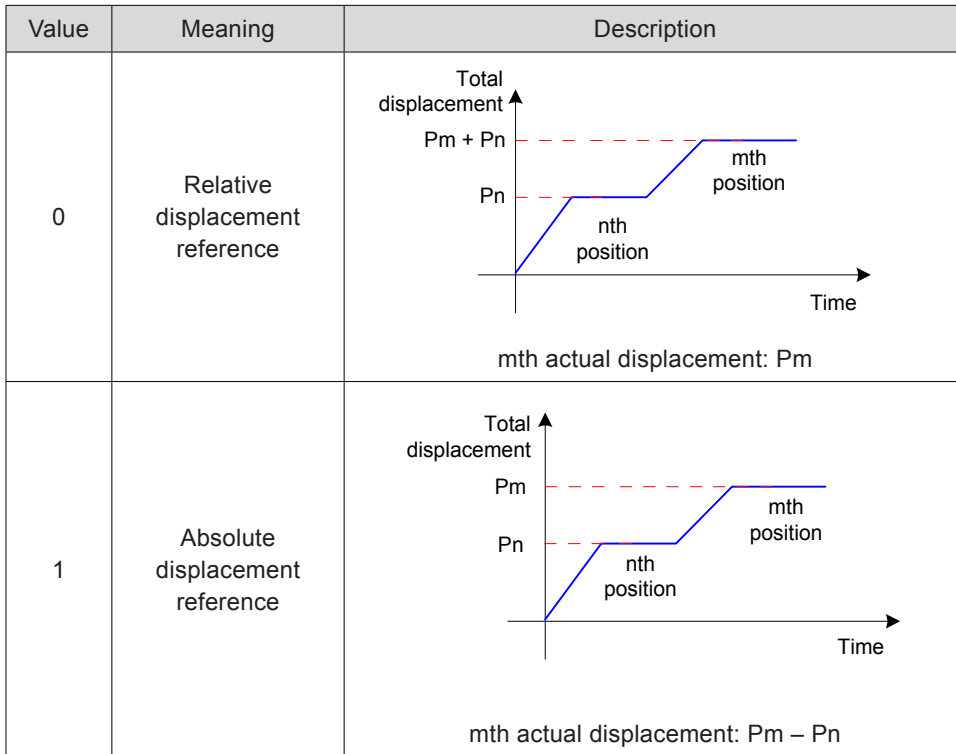 Value
Meaning
Description
0
Relative
displacement
reference
Total
displacement
Pm + Pn
Pn
mth
position
nth
position
Time
mth actual displacement: Pm
1
Absolute
displacement
reference
Total
displacement
Pm
Pn
mth
position
nth
position
Time
mth actual displacement: Pm – Pn